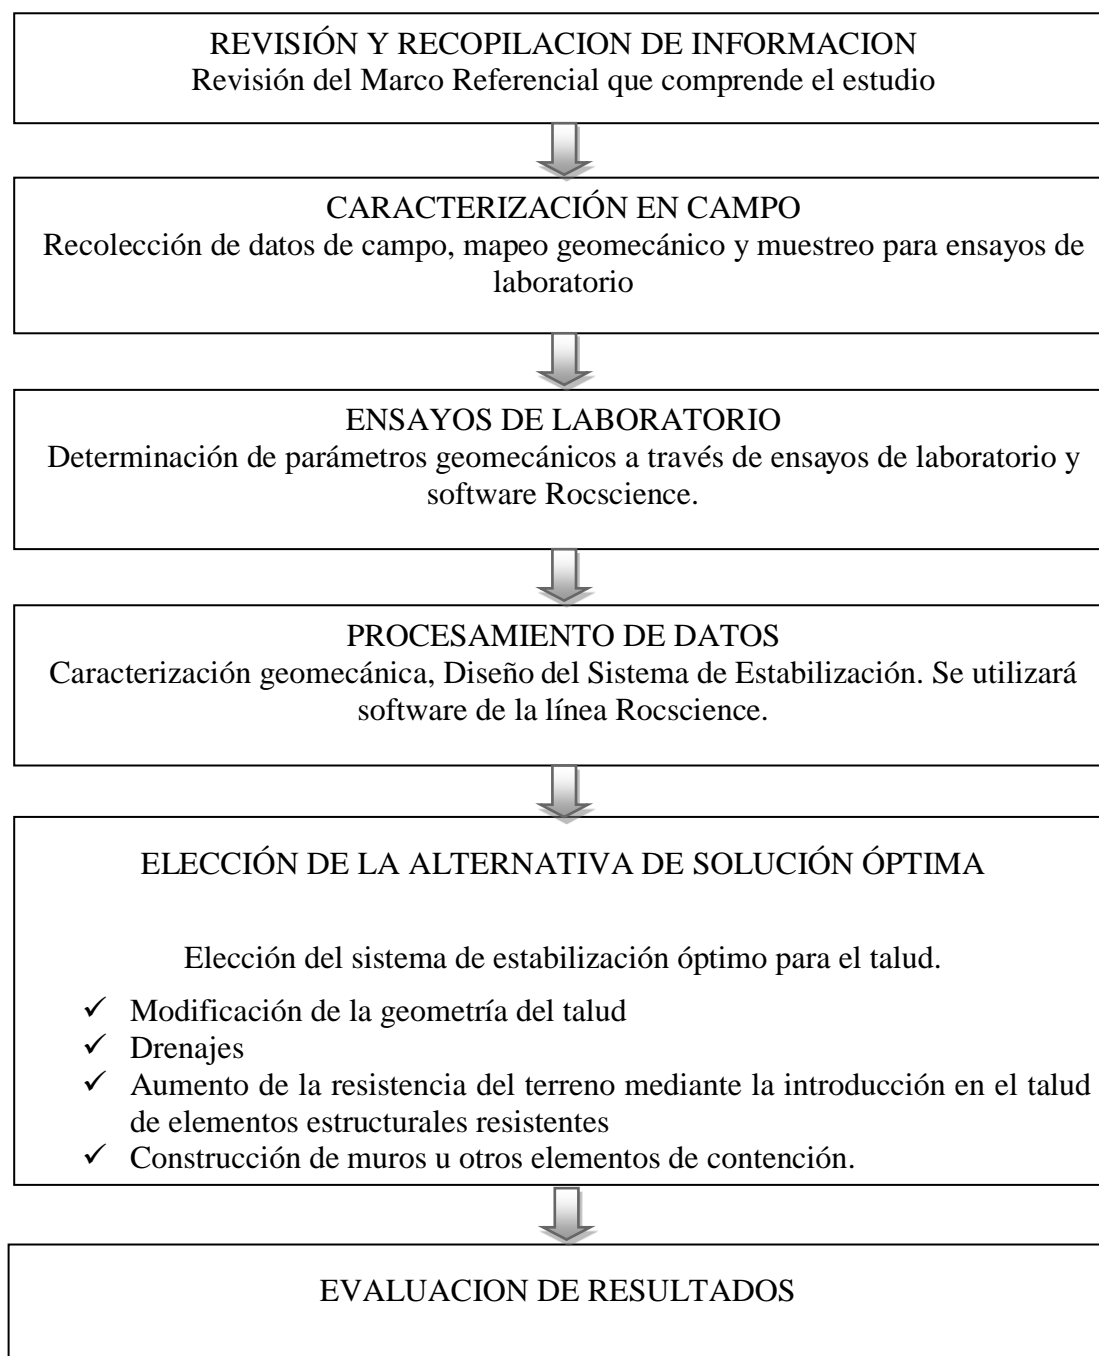 REVISIÓN Y RECOPILACION DE INFORMACION
Revisión del Marco Referencial que comprende el estudio
CARACTERIZACIÓN EN CAMPO
Recolección de datos de campo, mapeo geomecánico y muestreo para ensayos de
laboratorio
ENSAYOS DE LABORATORIO
Determinación de parámetros geomecánicos a través de ensayos de laboratorio y
software Rocscience.
PROCESAMIENTO DE DATOS
Caracterización geomecánica, Diseño del Sistema de Estabilización. Se utilizará
software de la línea Rocscience.
ELECCIÓN DE LA ALTERNATIVA DE SOLUCIÓN ÓPTIMA
Elección del sistema de estabilización óptimo para el talud.
✓ Modificación de la geometría del talud
✓ Drenajes
✓ Aumento de la resistencia del terreno mediante la introducción en el talud
de elementos estructurales resistentes
✓ Construcción de muros u otros elementos de contención.
EVALUACION DE RESULTADOS